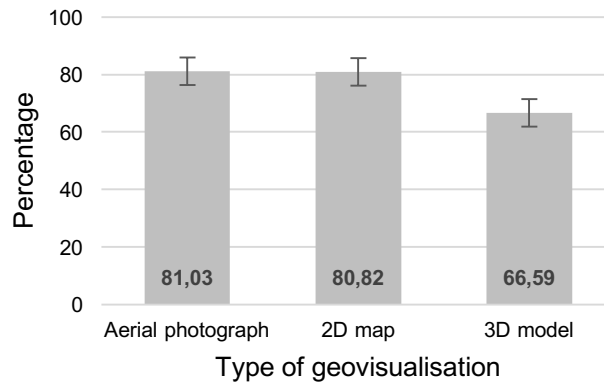 100
80
60
40
20
0
Percentage
81,03
80,82
66,59
Aerial photograph
2D map
3D model
Type of geovisualisation